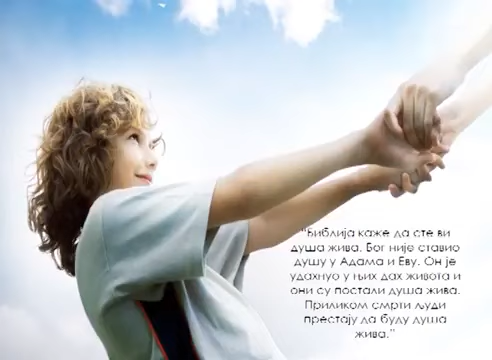 "Библија каже да сте ви
душа жива. Бог није ставио
душу у Адама и Еву. Он је
удахнуо у њих дах живота и
они су постали душа жива.
Приликом смрти људи
престају да буду душа
жива."